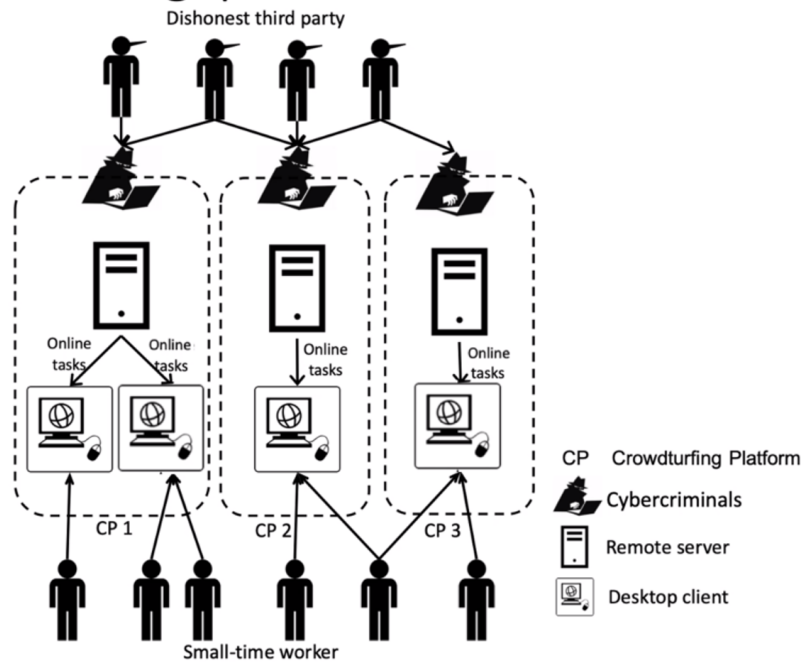 Dishonest third party
Online
tasks
Online
tasks
Online
tasks
Online
tasks
CP 1
CP 2
CP 3
Small-time worker
CP Crowdturfing Platform
Cybercriminals
Remote server
Desktop client